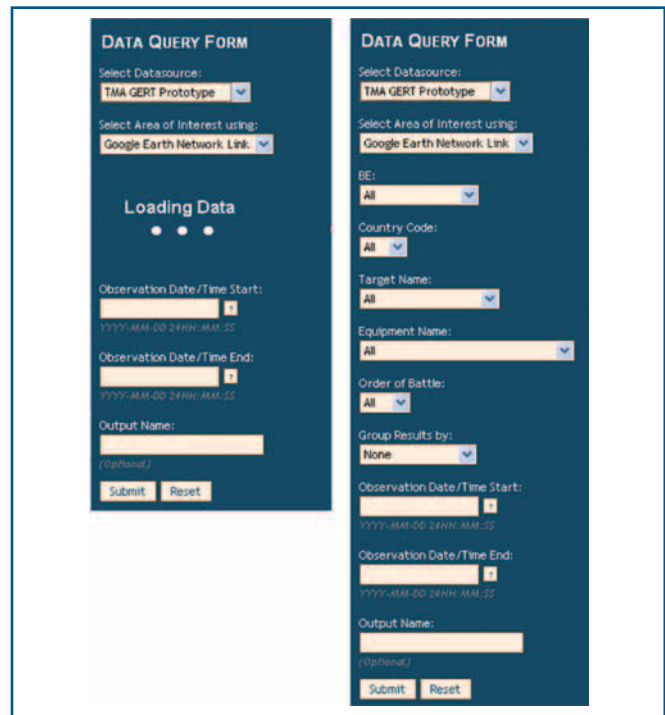 DATA QUERY FORM
Select Datasource:
TMA GERT Prototype
Select Area of Interest using:
Google Earth Network Link
Loading Data
Observation Date/Time Start:
?
YYYY-MM-DD 24HH:MM:SS
Observation Date/Time End:
?
YYYY-MM-DD 24HH:MM:SS
Output Name:
(Optional)
Submit Reset
DATA QUERY FORM
Select Datasource:
TMA GERT Prototype
Select Area of Interest using:
Google Earth Network Link
BE:
All
Country Code:
All
Target Name:
All
Equipment Name:
All
Order of Battle:
All
Group Results by:
None
Observation Date/Time Start:
?
YYYY-MM-DD 24HH:MM:SS
Observation Date/Time End:
?
YYYY-MM-DD 24HH:MM:SS
Output Name:
(Optional)
Submit Reset